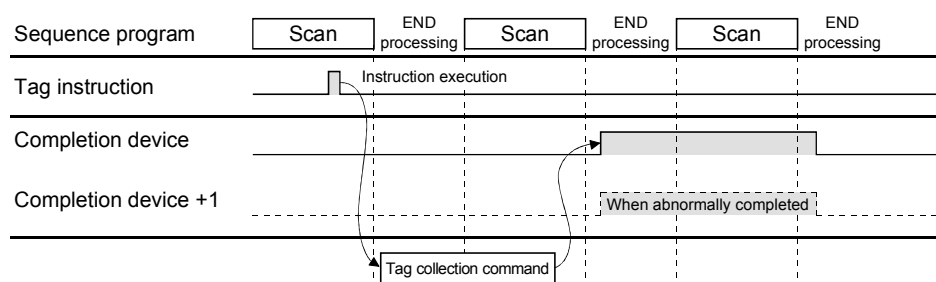 Sequence program Scan END processing Scan END processing Scan END processing
Tag instruction Instruction execution
Completion device
Completion device +1 When abnormally completed
Tag collection command